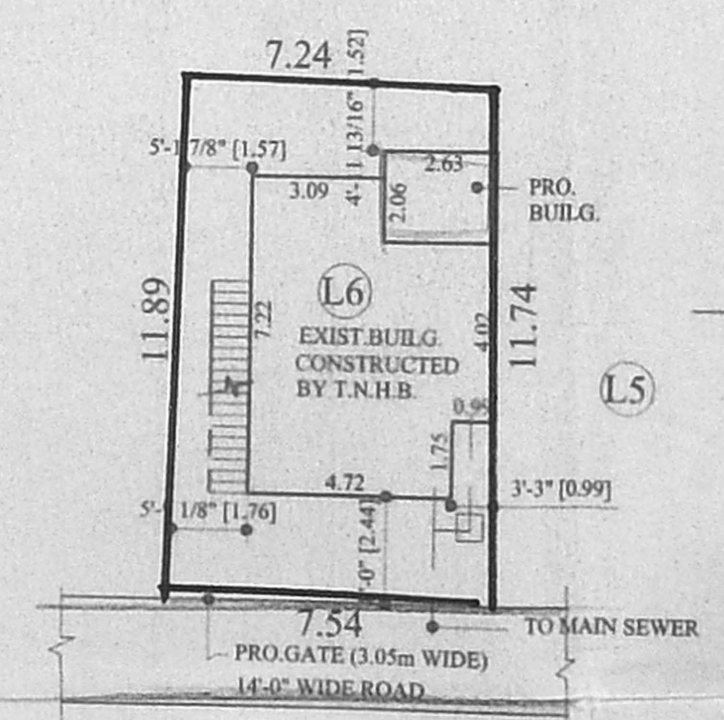 7.24
4'-11 13/16" [1.52]
5'-1 7/8" [1.57]
3.09
2.63
2.06
PRO.
BUILG.
11.89
L6
7.22
EXIST.BUILG.
CONSTRUCTED
BY T.N.H.B.
4.02
11.74
L5
0.99
1.75
4.72
3'-3" [0.99]
1/8" [1.76]
-0" [2.44]
7.54
TO MAIN SEWER
PRO.GATE (3.05m WIDE)
14'-0" WIDE ROAD